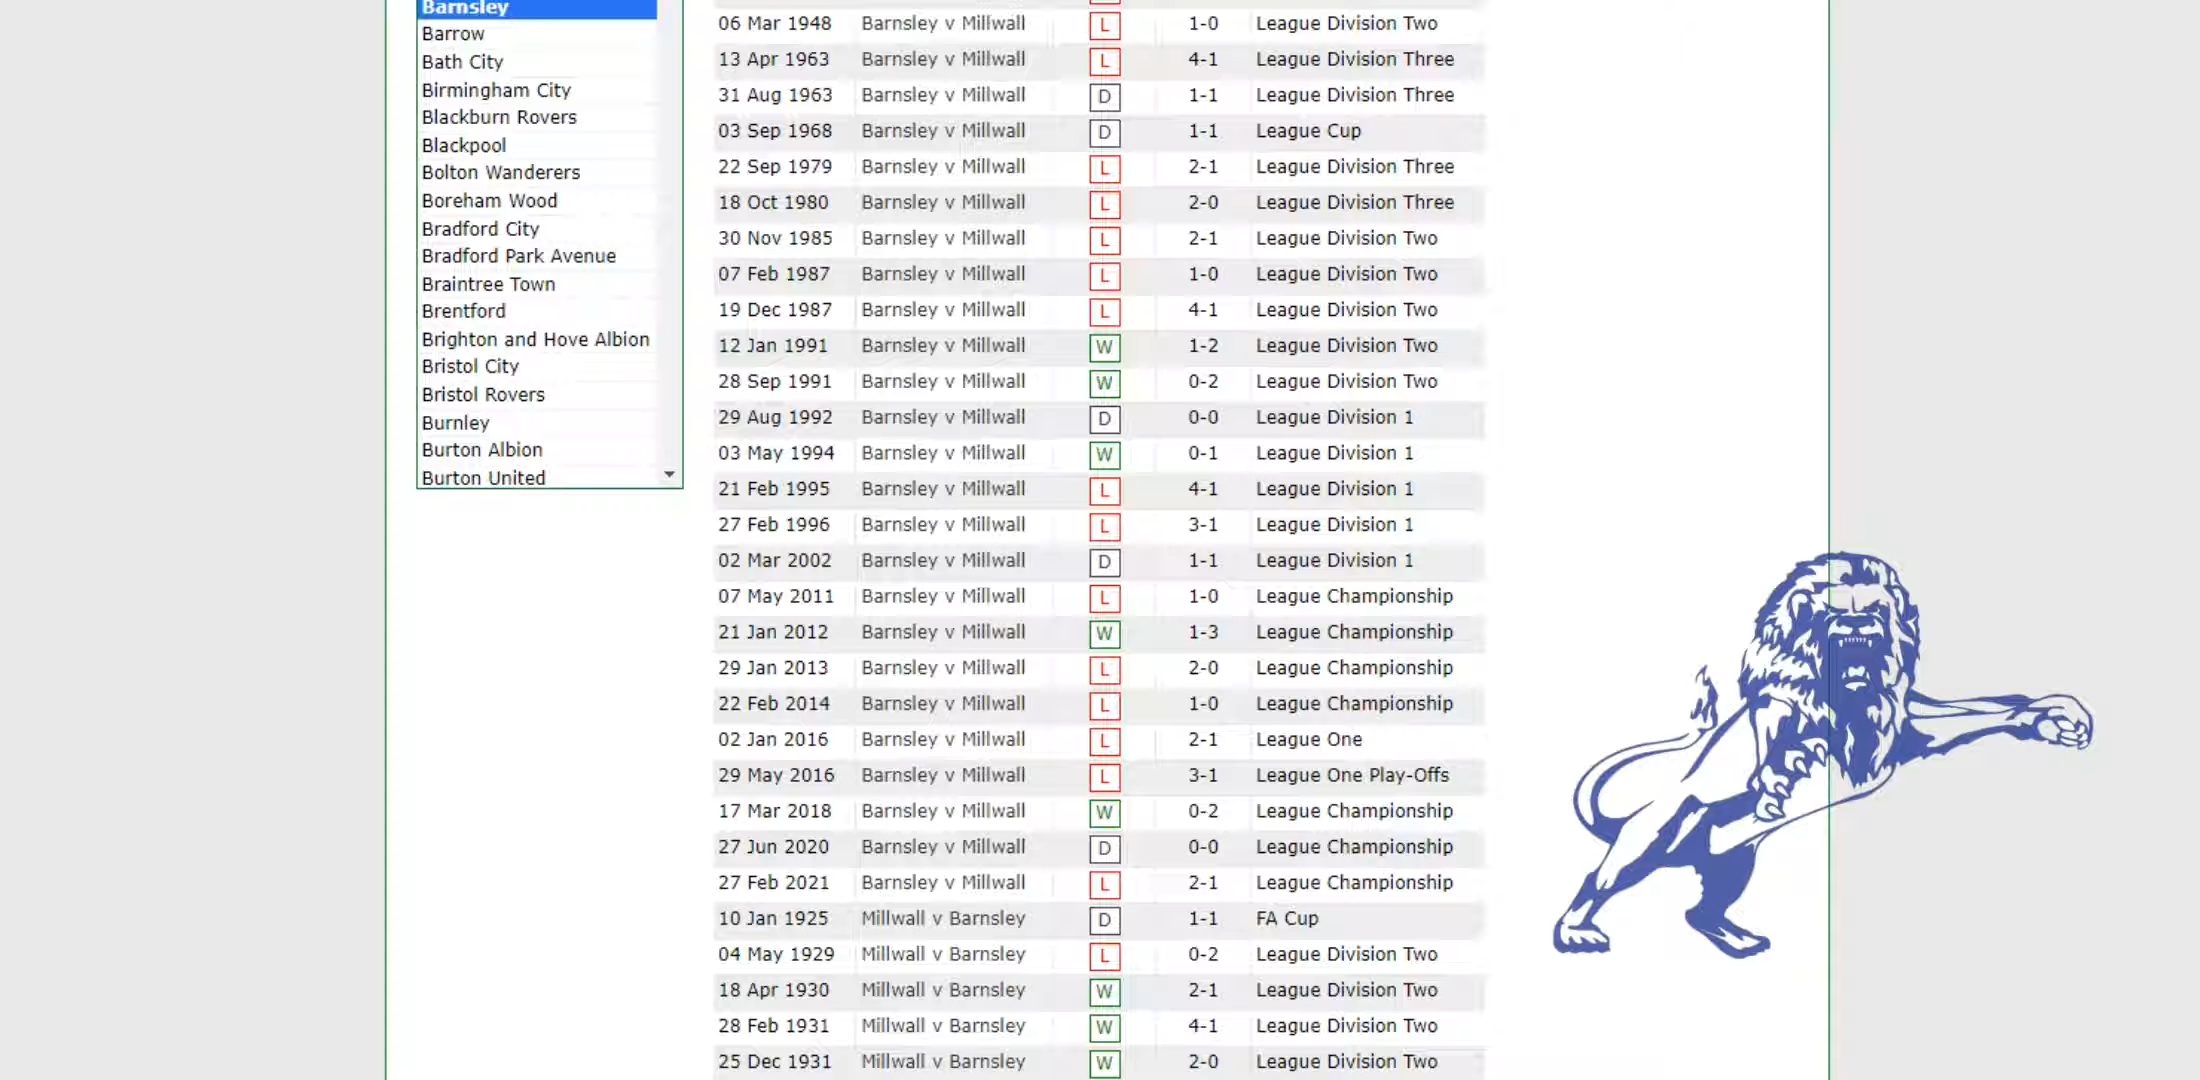 Barnsley
Barrow
Bath City
Birmingham City
Blackburn Rovers
Blackpool
Bolton Wanderers
Boreham Wood
Bradford City
Bradford Park Avenue
Braintree Town
Brentford
Brighton and Hove Albion
Bristol City
Bristol Rovers
Burnley
Burton Albion
Burton United
06 Mar 1948 Barnsley v Millwall L 1-0 League Division Two
13 Apr 1963 Barnsley v Millwall L 4-1 League Division Three
31 Aug 1963 Barnsley v Millwall D 1-1 League Division Three
03 Sep 1968 Barnsley v Millwall D 1-1 League Cup
22 Sep 1979 Barnsley v Millwall L 2-1 League Division Three
18 Oct 1980 Barnsley v Millwall L 2-0 League Division Three
30 Nov 1985 Barnsley v Millwall L 2-1 League Division Two
07 Feb 1987 Barnsley v Millwall L 1-0 League Division Two
19 Dec 1987 Barnsley v Millwall L 4-1 League Division Two
12 Jan 1991 Barnsley v Millwall W 1-2 League Division Two
28 Sep 1991 Barnsley v Millwall W 0-2 League Division Two
29 Aug 1992 Barnsley v Millwall D 0-0 League Division 1
03 May 1994 Barnsley v Millwall W 0-1 League Division 1
21 Feb 1995 Barnsley v Millwall L 4-1 League Division 1
27 Feb 1996 Barnsley v Millwall L 3-1 League Division 1
02 Mar 2002 Barnsley v Millwall D 1-1 League Division 1
07 May 2011 Barnsley v Millwall L 1-0 League Championship
21 Jan 2012 Barnsley v Millwall W 1-3 League Championship
29 Jan 2013 Barnsley v Millwall L 2-0 League Championship
22 Feb 2014 Barnsley v Millwall L 1-0 League Championship
02 Jan 2016 Barnsley v Millwall L 2-1 League One
29 May 2016 Barnsley v Millwall L 3-1 League One Play-Offs
17 Mar 2018 Barnsley v Millwall W 0-2 League Championship
27 Jun 2020 Barnsley v Millwall D 0-0 League Championship
27 Feb 2021 Barnsley v Millwall L 2-1 League Championship
10 Jan 1925 Millwall v Barnsley D 1-1 FA Cup
04 May 1929 Millwall v Barnsley L 0-2 League Division Two
18 Apr 1930 Millwall v Barnsley W 2-1 League Division Two
28 Feb 1931 Millwall v Barnsley W 4-1 League Division Two
25 Dec 1931 Millwall v Barnsley W 2-0 League Division Two